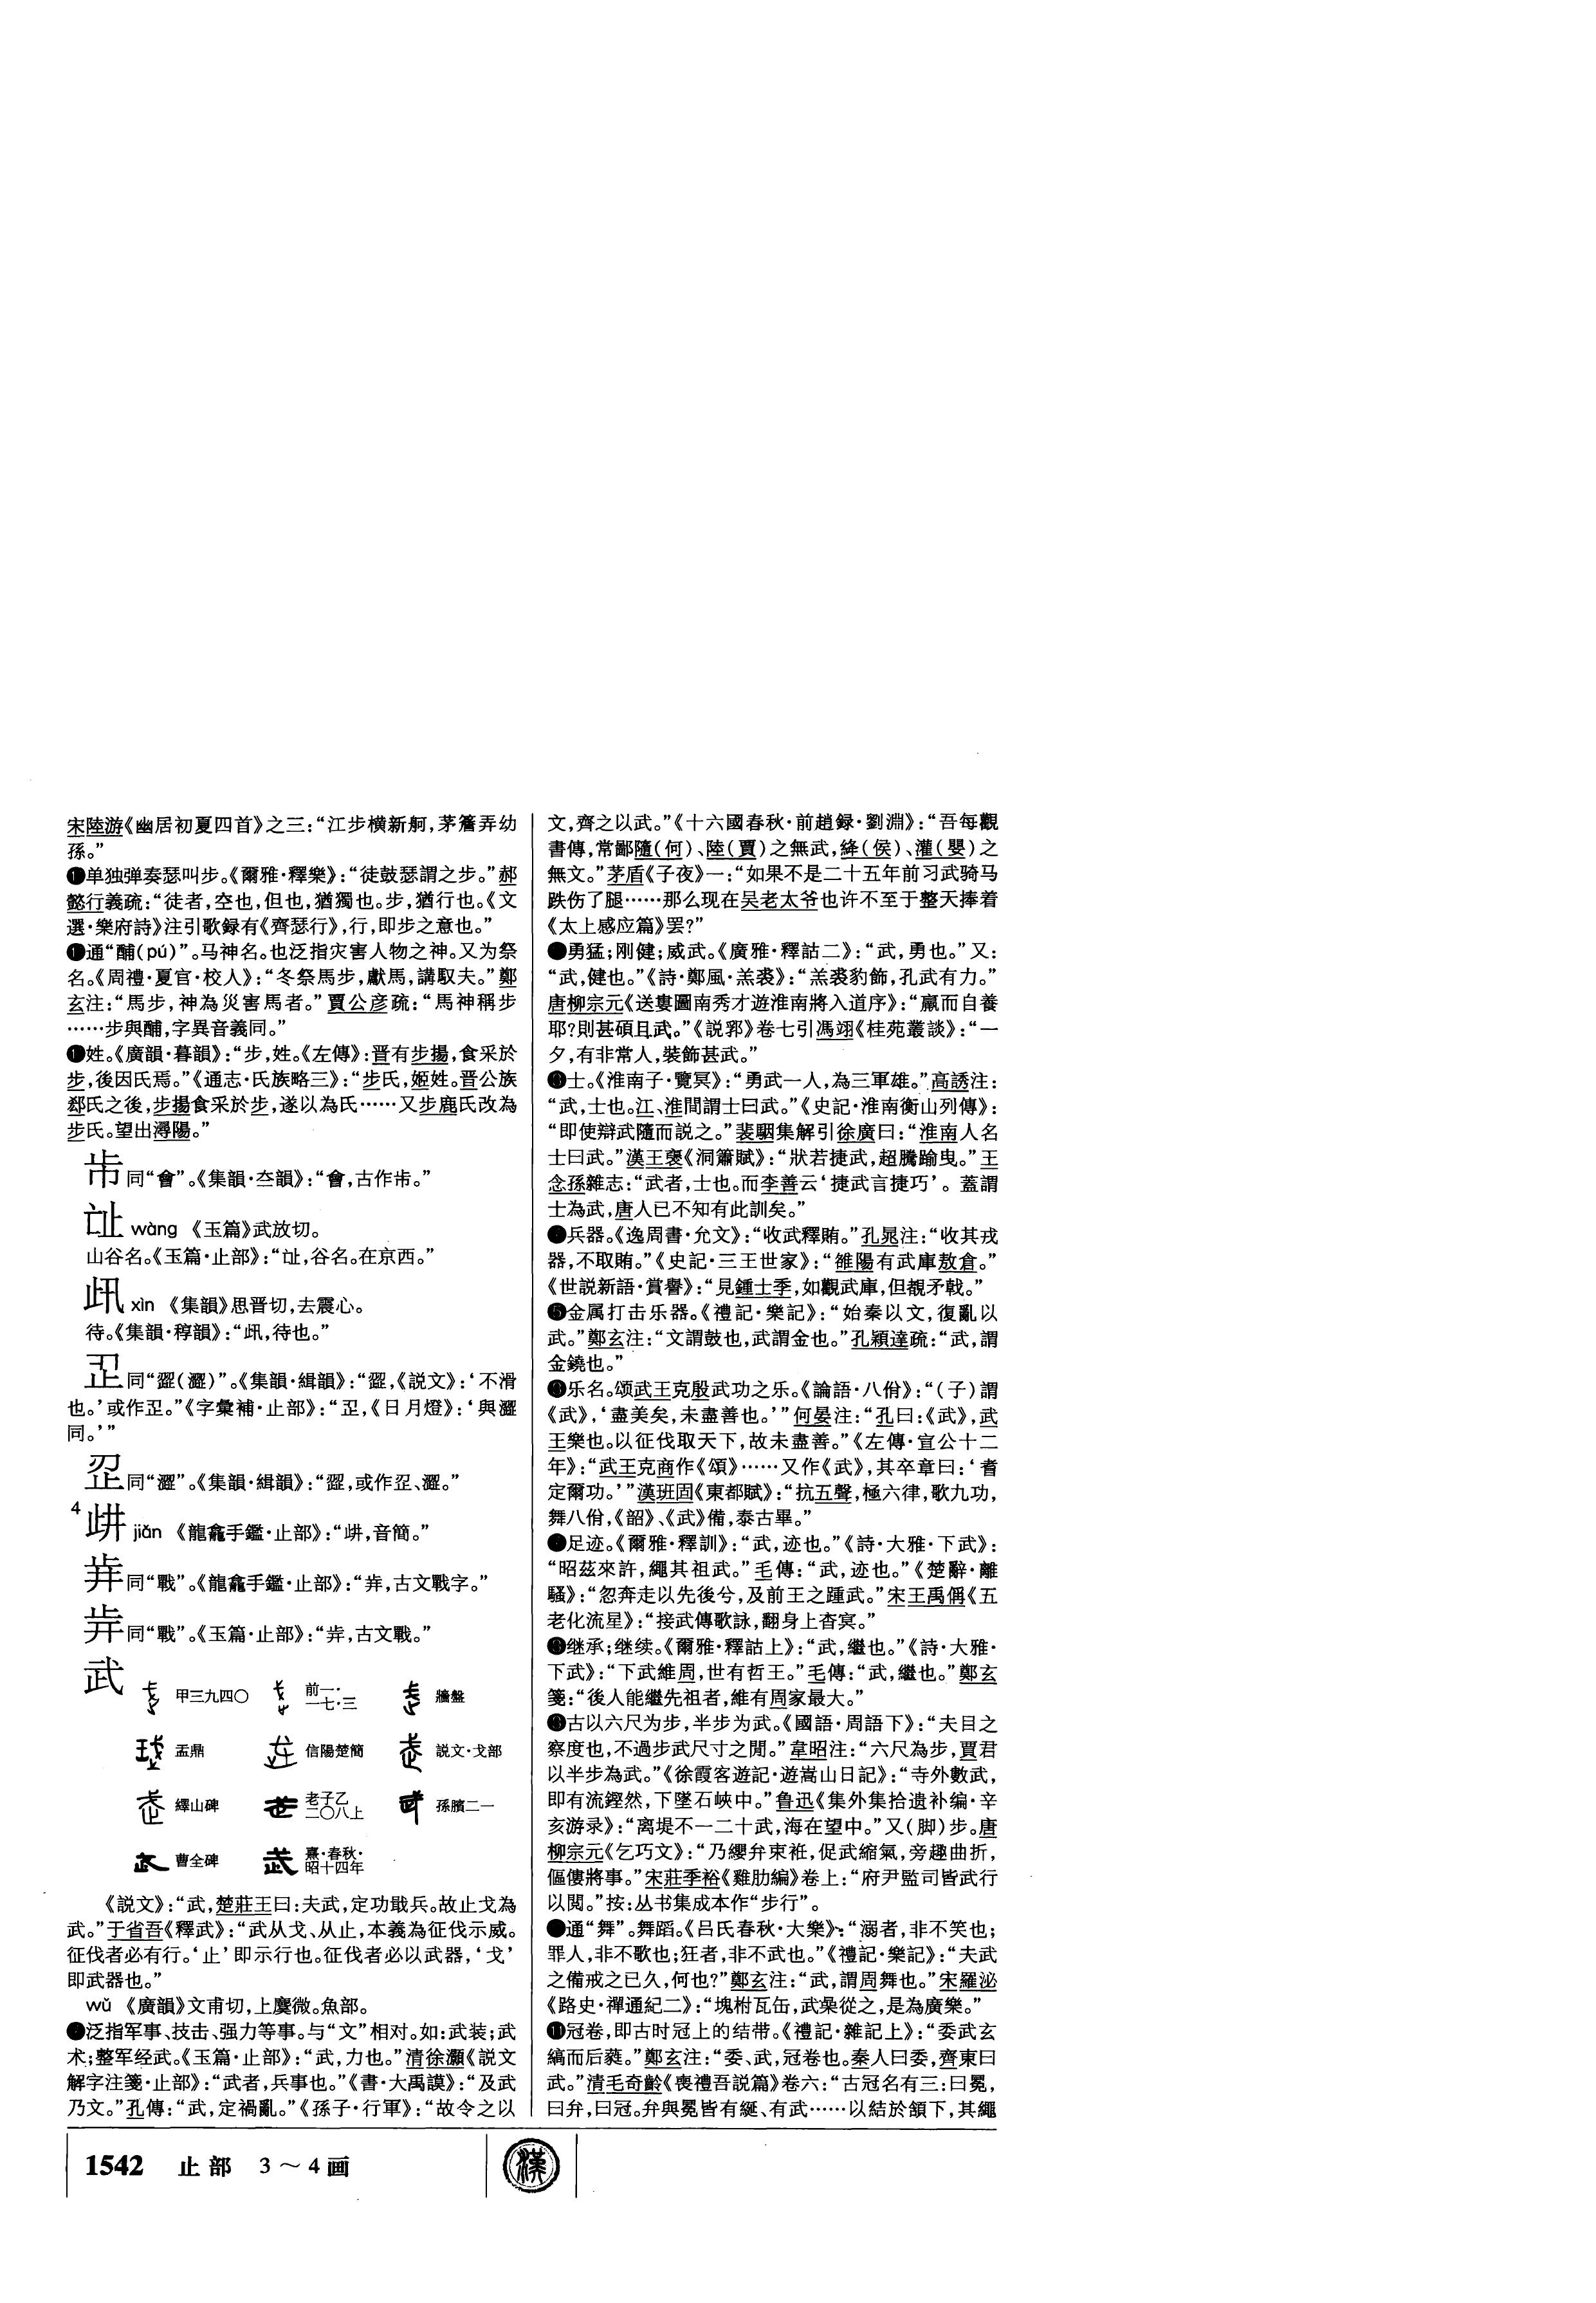 宋陸游《幽居初夏四首》之三：“江步横新舸，茅簷弄幼
孫。”
單独弹奏瑟叫步。《爾雅·釋樂》：“徒鼓瑟謂之步。”郝
懿行義疏：“徒者，空也，但也，猶獨也。步，猶行也。《文
選·樂府詩》注引歌録有《齊瑟行》，行，即步之意也。”
通“酺(pú)”。马神名。也泛指灾害人物之神。又为祭
名。《周禮·夏官·校人》：“冬祭馬步，獻馬，講馭夫。”鄭
玄注：“馬步，神為災害馬者。”賈公彦疏：“馬神稱步
……步與酺，字異音義同。”
姓。《廣韻·暮韻》：“步，姓。《左傳》：晋有步揚，食采於
步，後因氏焉。”《通志·氏族略三》：“步氏，姬姓。晋公族
郄氏之後，步揚食采於步，遂以為氏……又步鹿氏改為
步氏。望出潯陽。”
同“會”。《集韻·夳韻》：“會，古作。”
wàng 《玉篇》武放切。
山谷名。《玉篇·止部》：“，谷名。在京西。”
xìn 《集韻》思晋切，去震心。
待。《集韻·稕韻》：“，待也。”
同“歰(澀)”。《集韻·緝韻》：“歰，《説文》：‘不滑
也。’或作。”《字彙補·止部》：“，《日月燈》：‘與澀
同。’”
同“澀”。《集韻·緝韻》：“歰，或作、澀。”
4 jiǎn 《龍龕手鑑·止部》：“，音簡。”
同“戰”。《龍龕手鑑·止部》：“，古文戰字。”
同“戰”。《玉篇·止部》：“，古文戰。”
武 甲三九四〇 前一·一七·三 牆盤
盂鼎 信陽楚簡 説文·戈部
繹山碑 老子乙二〇八上 孫臏二一
曹全碑 熹·春秋·昭十四年
《説文》：“武，楚莊王曰：夫武，定功戢兵。故止戈為
武。”于省吾《釋武》：“武从戈、从止，本義為征伐示威。
征伐者必有行。‘止’即示行也。征伐者必以武器，‘戈’
即武器也。”
wǔ 《廣韻》文甫切，上麌微。魚部。
泛指军事、技击、强力等事。与“文”相对。如：武装；武
术；整军经武。《玉篇·止部》：“武，力也。”清徐灝《説文
解字注箋·止部》：“武者，兵事也。”《書·大禹謨》：“及武
乃文。”孔傳：“武，定禍亂。”《孫子·行軍》：“故令之以
文，齊之以武。”《十六國春秋·前趙録·劉淵》：“吾每觀
書傳，常鄙隨(何)、陸(賈)之無武，絳(侯)、灌(嬰)之
無文。”茅盾《子夜》一：“如果不是二十五年前习武骑马
跌伤了腿……那么现在吴老太爷也许不至于整天捧着
《太上感应篇》罢？”
勇猛；刚健；威武。《廣雅·釋詁二》：“武，勇也。”又：
“武，健也。”《詩·鄭風·羔裘》：“羔裘豹飾，孔武有力。”
唐柳宗元《送婁圖南秀才遊淮南將入道序》：“羸而自養
耶？則甚碩且武。”《説郛》卷七引馮翊《桂苑叢談》：“一
夕，有非常人，裝飾甚武。”
士。《淮南子·覽冥》：“勇武一人，為三軍雄。”高誘注：
“武，士也。江、淮間謂士曰武。”《史記·淮南衡山列傳》：
“即使辯武隨而説之。”裴駰集解引徐廣曰：“淮南人名
士曰武。”漢王褒《洞簫賦》：“狀若捷武，超騰踰曳。”王
念孫雜志：“武者，士也。而李善云‘捷武言捷巧’。蓋謂
士為武，唐人已不知有此訓矣。”
兵器。《逸周書·允文》：“收武釋賄。”孔晁注：“收其戎
器，不取賄。”《史記·三王世家》：“雒陽有武庫敖倉。”
《世説新語·賞譽》：“見鍾士季，如觀武庫，但覩矛戟。”
❺金属打击乐器。《禮記·樂記》：“始奏以文，復亂以
武。”鄭玄注：“文謂鼓也，武謂金也。”孔穎達疏：“武，謂
金鐃也。”
乐名。颂武王克殷武功之乐。《論語·八佾》：“(子)謂
《武》，‘盡美矣，未盡善也。’”何晏注：“孔曰：《武》，武
王樂也。以征伐取天下，故未盡善。”《左傳·宣公十二
年》：“武王克商作《頌》……又作《武》，其卒章曰：‘耆
定爾功。’”漢班固《東都賦》：“抗五聲，極六律，歌九功，
舞八佾，《韶》、《武》備，泰古畢。”
足迹。《爾雅·釋訓》：“武，迹也。”《詩·大雅·下武》：
“昭茲來許，繩其祖武。”毛傳：“武，迹也。”《楚辭·離
騷》：“忽奔走以先後兮，及前王之踵武。”宋王禹偁《五
老化流星》：“接武傳歌詠，翻身上杳冥。”
继承；继续。《爾雅·釋詁上》：“武，繼也。”《詩·大雅·
下武》：“下武維周，世有哲王。”毛傳：“武，繼也。”鄭玄
箋：“後人能繼先祖者，維有周家最大。”
古以六尺为步，半步为武。《國語·周語下》：“夫目之
察度也，不過步武尺寸之閒。”韋昭注：“六尺為步，賈君
以半步為武。”《徐霞客遊記·遊嵩山日記》：“寺外數武，
即有流鏗然，下墜石峽中。”鲁迅《集外集拾遗补编·辛
亥游录》：“离堤不一二十武，海在望中。”又(脚)步。唐
柳宗元《乞巧文》：“乃纓弁束袵，促武縮氣，旁趣曲折，
傴僂將事。”宋莊季裕《雞肋編》卷上：“府尹監司皆武行
以閲。”按：丛书集成本作“步行”。
通“舞”。舞蹈。《吕氏春秋·大樂》：“溺者，非不笑也；
罪人，非不歌也；狂者，非不武也。”《禮記·樂記》：“夫武
之備戒之已久，何也？”鄭玄注：“武，謂周舞也。”宋羅泌
《路史·禪通紀二》：“塊柎瓦缶，武喿從之，是為廣樂。”
⓫冠卷，即古时冠上的结带。《禮記·雜記上》：“委武玄
縞而后蕤。”鄭玄注：“委、武，冠卷也。秦人曰委，齊東曰
武。”清毛奇齡《喪禮吾説篇》卷六：“古冠名有三：曰冕，
曰弁，曰冠。弁與冕皆有綖、有武……以結於頷下，其繩
1542 止部 3～4画
漢